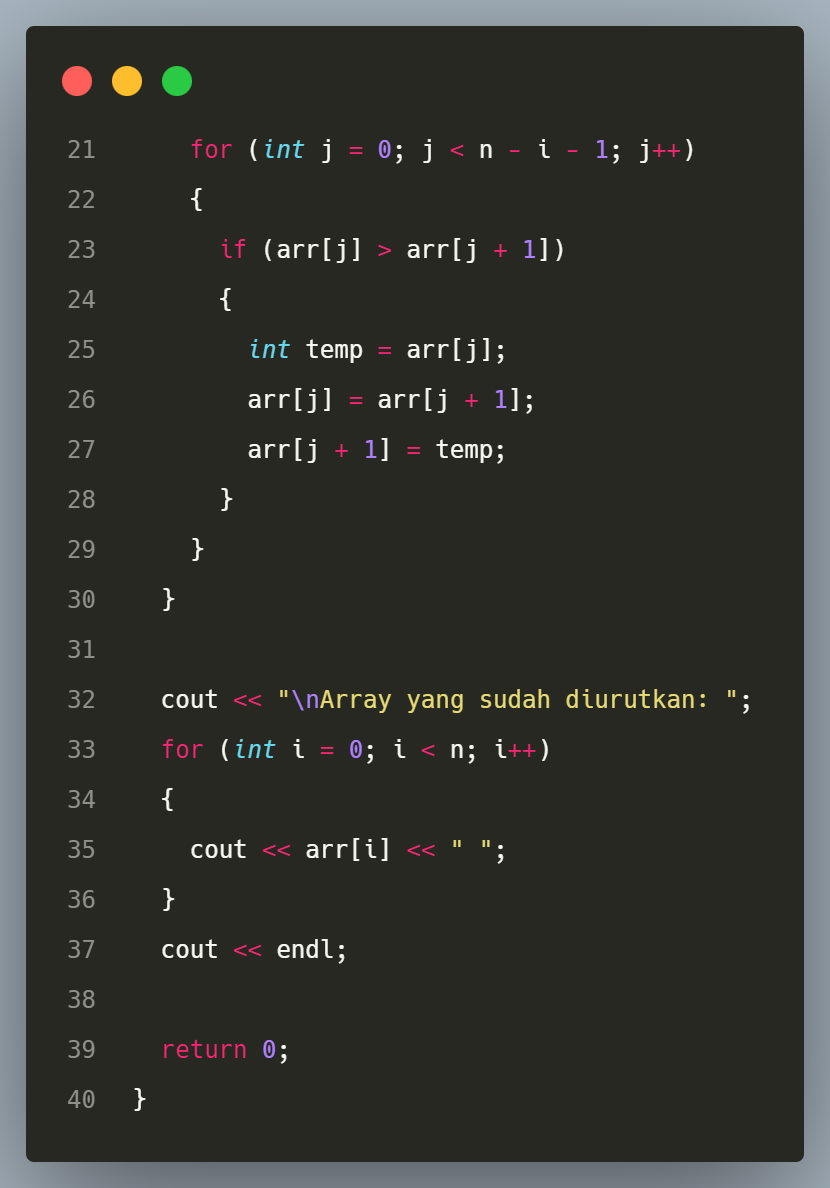 21 for (int j = 0; j < n - i - 1; j++)
22 {
23 if (arr[j] > arr[j + 1])
24 {
25 int temp = arr[j];
26 arr[j] = arr[j + 1];
27 arr[j + 1] = temp;
28 }
29 }
30 }
31
32 cout << "\nArray yang sudah diurutkan: ";
33 for (int i = 0; i < n; i++)
34 {
35 cout << arr[i] << " ";
36 }
37 cout << endl;
38
39 return 0;
40 }